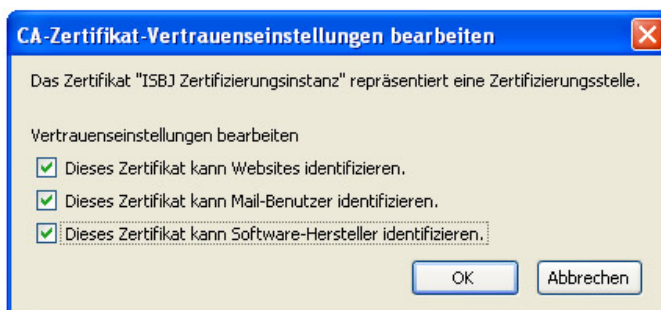 CA-Zertifikat-Vertrauenseinstellungen bearbeiten
Das Zertifikat "ISBJ Zertifizierungsinstanz" repräsentiert eine Zertifizierungsstelle.
Vertrauenseinstellungen bearbeiten
Dieses Zertifikat kann Websites identifizieren.
Dieses Zertifikat kann Mail-Benutzer identifizieren.
Dieses Zertifikat kann Software-Hersteller identifizieren.
OK Abbrechen